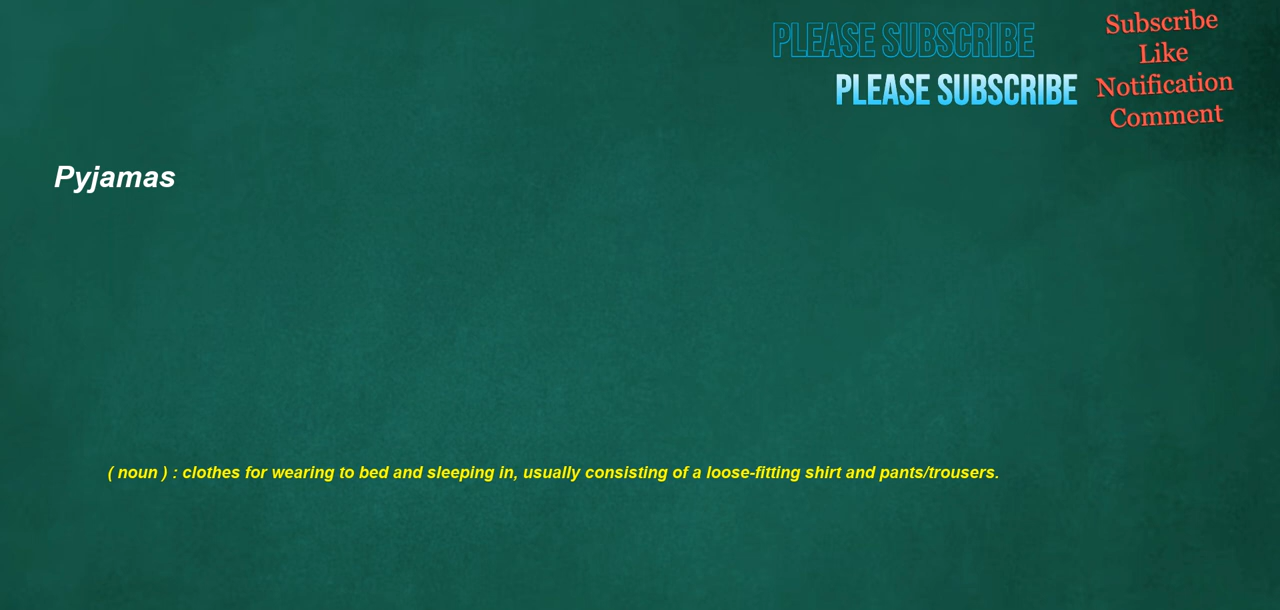 PLEASE SUBSCRIBE
PLEASE SUBSCRIBE
Subscribe
Like
Notification
Comment
Pyjamas
( noun ) : clothes for wearing to bed and sleeping in, usually consisting of a loose-fitting shirt and pants/trousers.